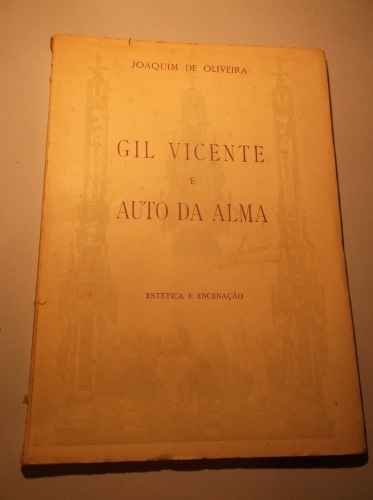 JOAQUIM DE OLIVEIRA
GIL VICENTE
E
AUTO DA ALMA
ESTÉTICA E ENCENAÇÃO